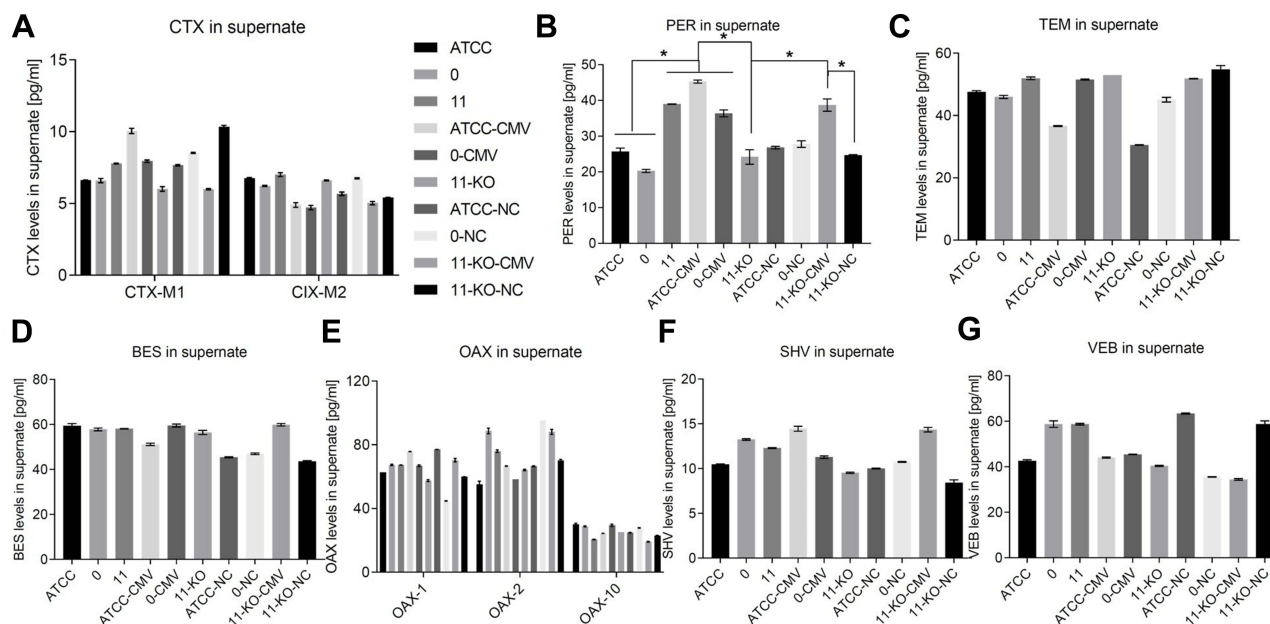 A
CTX in supernate
CTX levels in supernate [pg/ml]
15
10
5
0
CTX-M1
CIX-M2
ATCC
0
11
ATCC-CMV
0-CMV
11-KO
ATCC-NC
0-NC
11-KO-CMV
11-KO-NC
B
PER in supernate
PER levels in supernate [pg/ml]
50
40
30
20
10
0
*
*
*
*
ATCC
0
11
ATCC-CMV
0-CMV
11-KO
ATCC-NC
0-NC
11-KO-CMV
11-KO-NC
C
TEM in supernate
TEM levels in supernate [pg/ml]
60
40
20
0
ATCC
0
11
ATCC-CMV
0-CMV
11-KO
ATCC-NC
0-NC
11-KO-CMV
11-KO-NC
D
BES in supernate
BES levels in supernate [pg/ml]
80
60
40
20
0
ATCC
0
11
ATCC-CMV
0-CMV
11-KO
ATCC-NC
0-NC
11-KO-CMV
11-KO-NC
E
OAX in supernate
OAX levels in supernate [pg/ml]
120
80
40
0
OAX-1
OAX-2
OAX-10
F
SHV in supernate
SHV levels in supernate [pg/ml]
20
15
10
5
0
ATCC
0
11
ATCC-CMV
0-CMV
11-KO
ATCC-NC
0-NC
11-KO-CMV
11-KO-NC
G
VEB in supernate
VEB levels in supernate [pg/ml]
80
60
40
20
0
ATCC
0
11
ATCC-CMV
0-CMV
11-KO
ATCC-NC
0-NC
11-KO-CMV
11-KO-NC